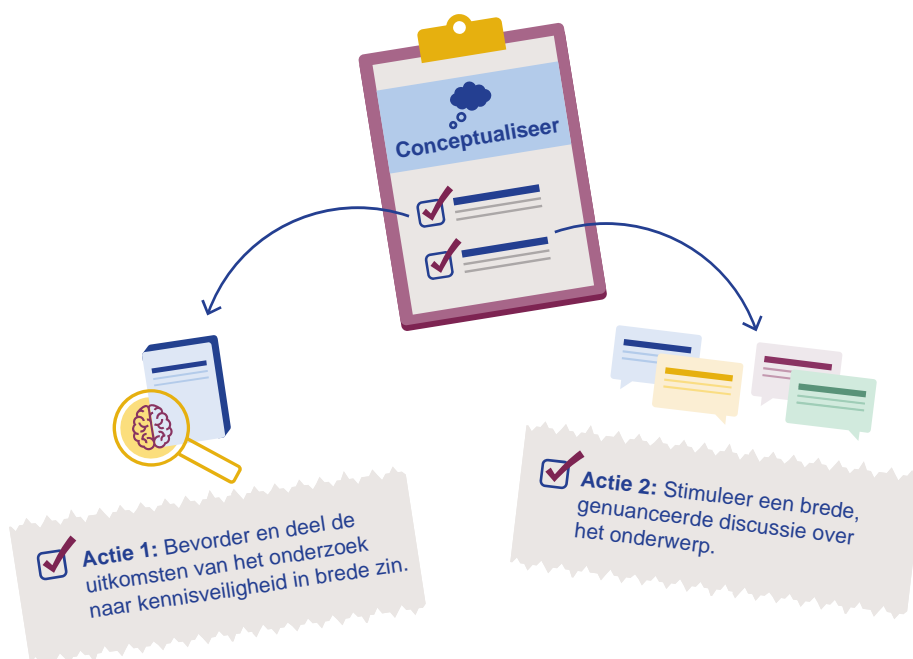 Conceptualiseer
Actie 1: Bevorder en deel de
uitkomsten van het onderzoek
naar kennisveiligheid in brede zin.
Actie 2: Stimuleer een brede,
genuanceerde discussie over
het onderwerp.